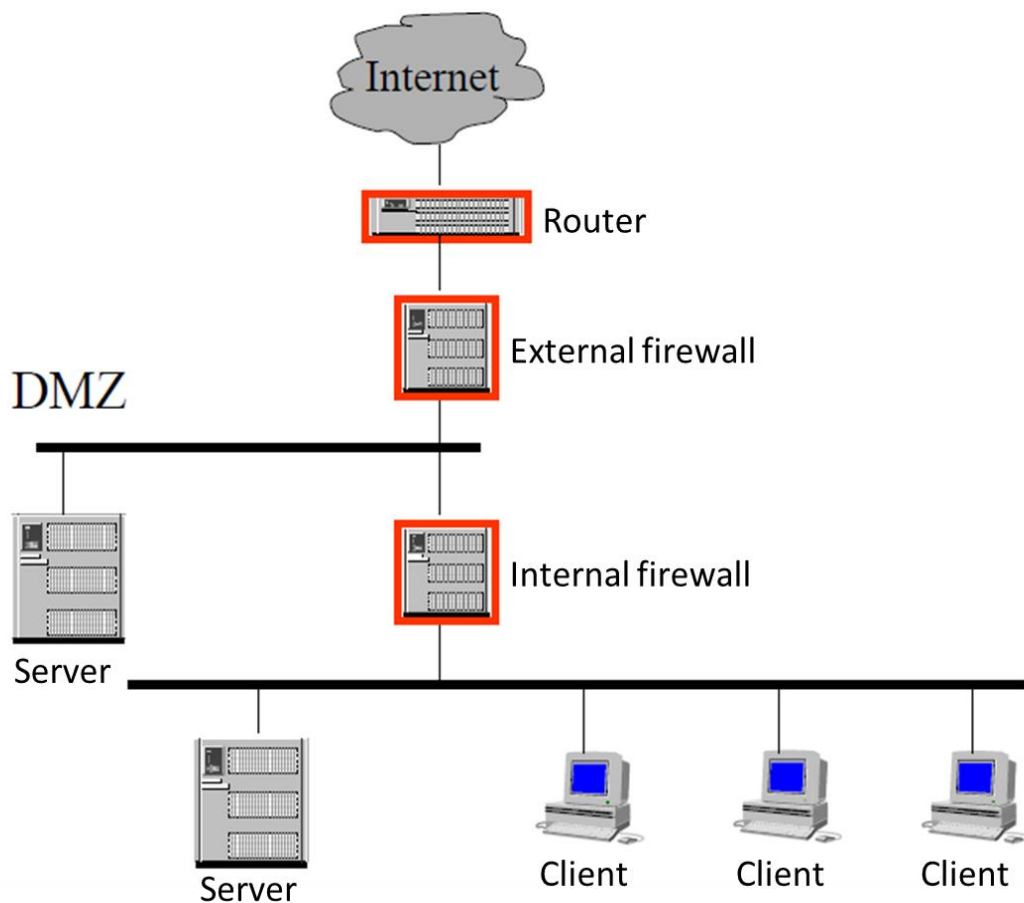 Internet
Router
External firewall
DMZ
Internal firewall
Server
Server
Client
Client
Client